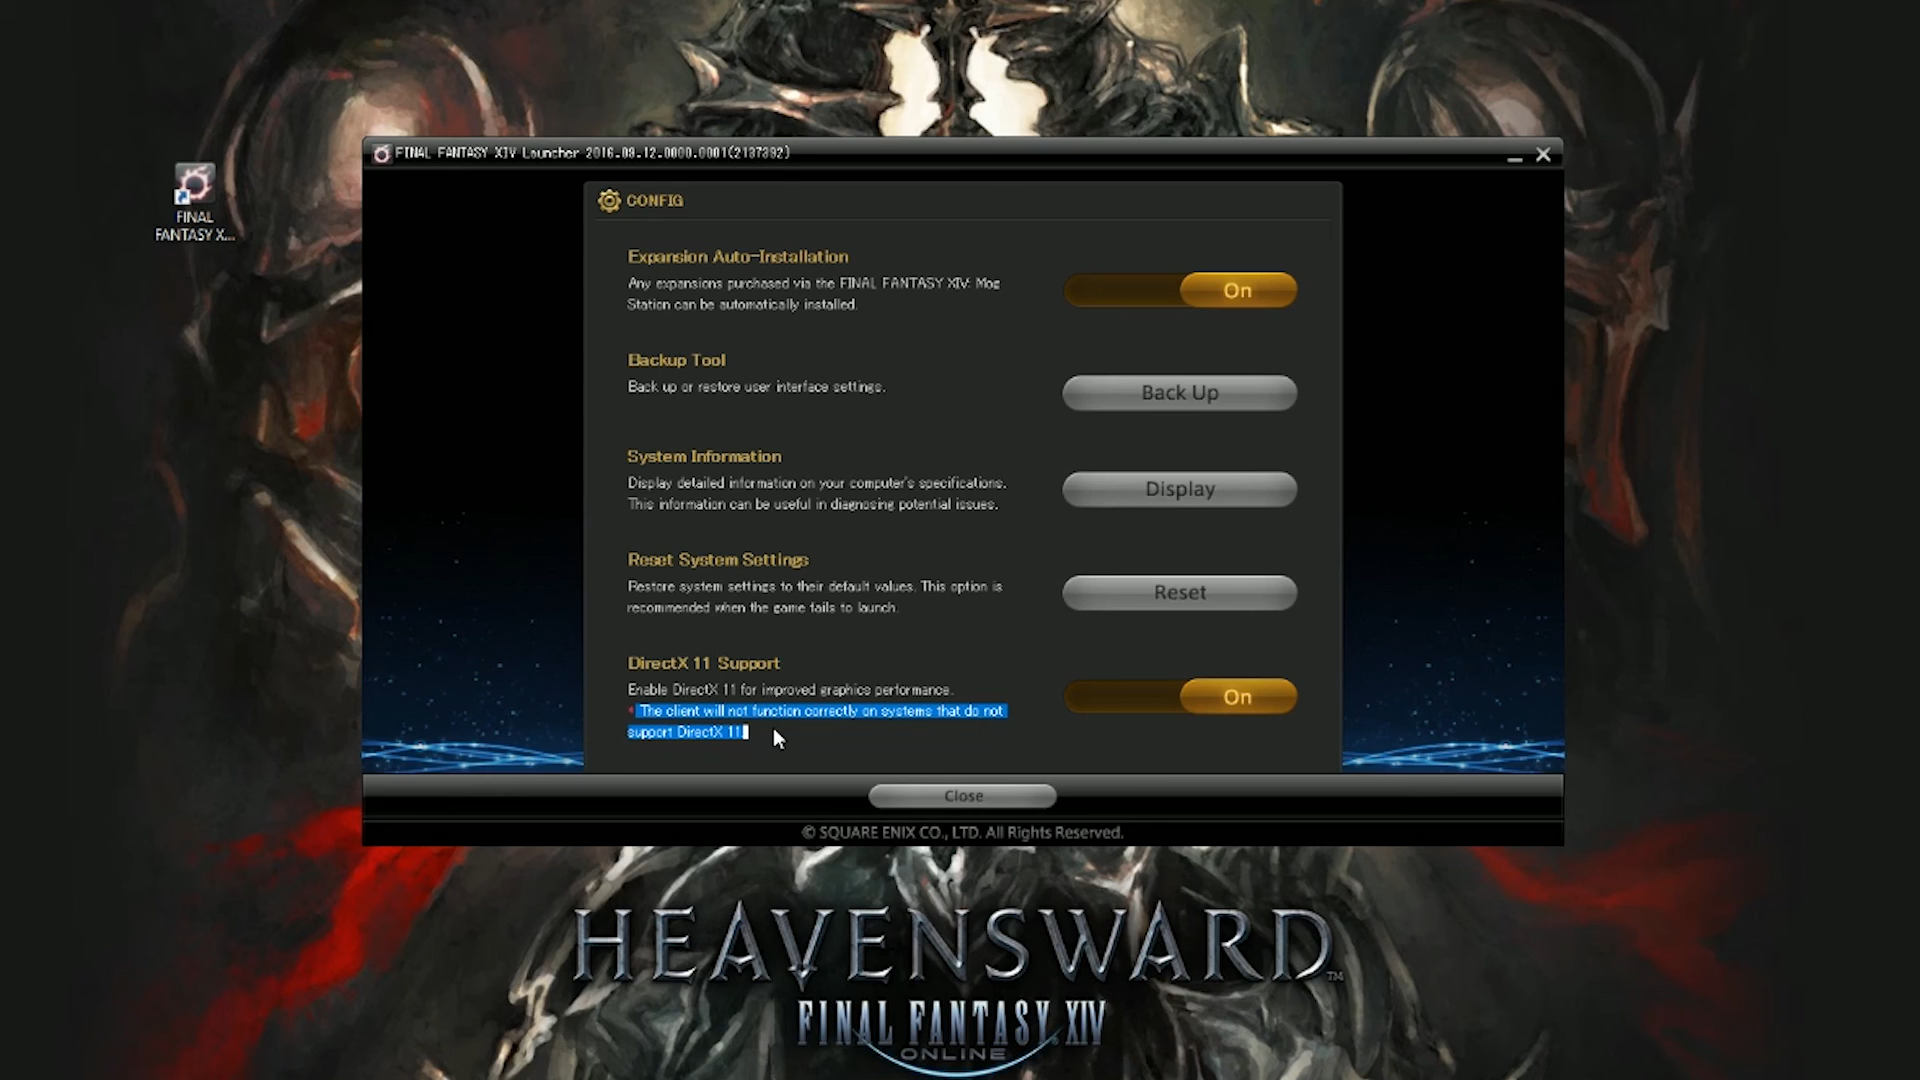 FINAL FANTASY XIV Launcher 2016.09.12.0000.0001(2137392)
FINAL
FANTASY X...
CONFIG
Expansion Auto-Installation
Any expansions purchased via the FINAL FANTASY XIV: Mog
Station can be automatically installed.
On
Backup Tool
Back up or restore user interface settings.
Back Up
System Information
Display detailed information on your computer's specifications.
This information can be useful in diagnosing potential issues.
Display
Reset System Settings
Restore system settings to their default values. This option is
recommended when the game fails to launch.
Reset
DirectX 11 Support
Enable DirectX 11 for improved graphics performance.
* The client will not function correctly on systems that do not
support DirectX 11.
On
Close
© SQUARE ENIX CO., LTD. All Rights Reserved.
HEAVENSWARD™
FINAL FANTASY XIV
ONLINE